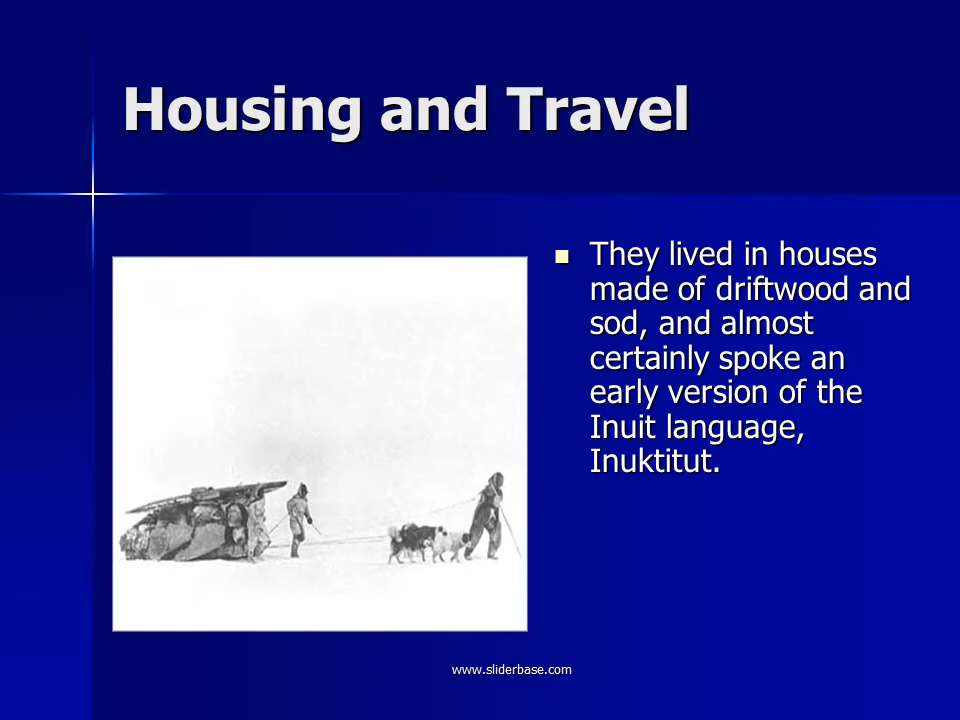 Housing and Travel
They lived in houses
made of driftwood and
sod, and almost
certainly spoke an
early version of the
Inuit language,
Inuktitut.
www.sliderbase.com